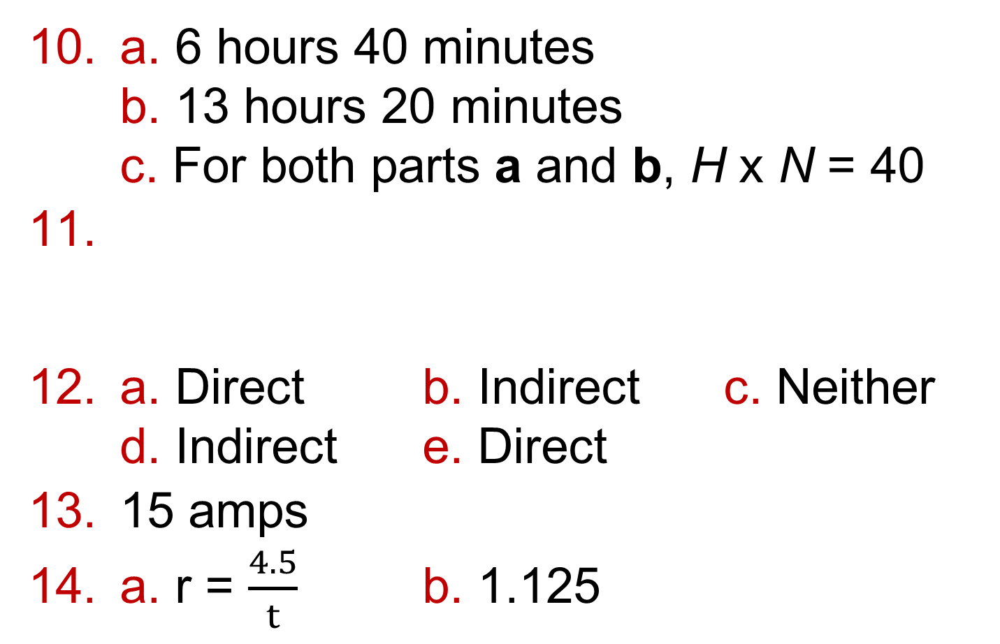 10. a. 6 hours 40 minutes
b. 13 hours 20 minutes
c. For both parts a and b, H x N = 40
11.
12. a. Direct b. Indirect c. Neither
d. Indirect e. Direct
13. 15 amps
14. a. r = 4.5/t b. 1.125